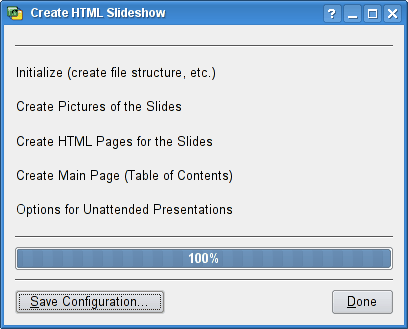 Create HTML Slideshow
Initialize (create file structure, etc.)
Create Pictures of the Slides
Create HTML Pages for the Slides
Create Main Page (Table of Contents)
Options for Unattended Presentations
100%
Save Configuration... Done